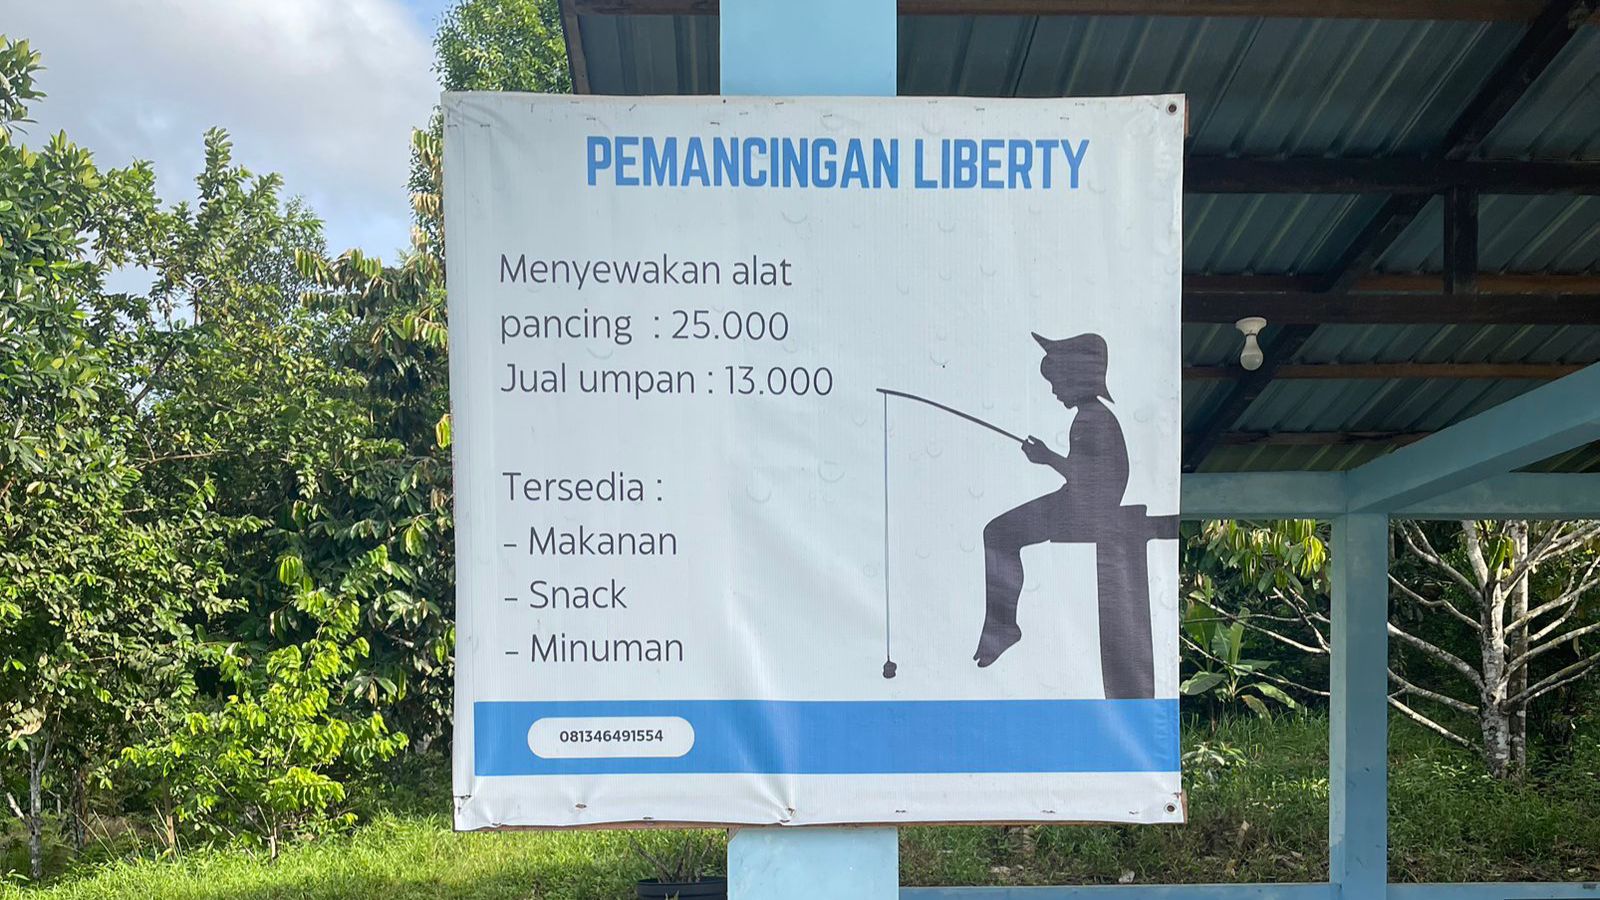 PEMANCINGAN LIBERTY
Menyewakan alat
pancing : 25.000
Jual umpan : 13.000
Tersedia :
- Makanan
- Snack
- Minuman
081346491554